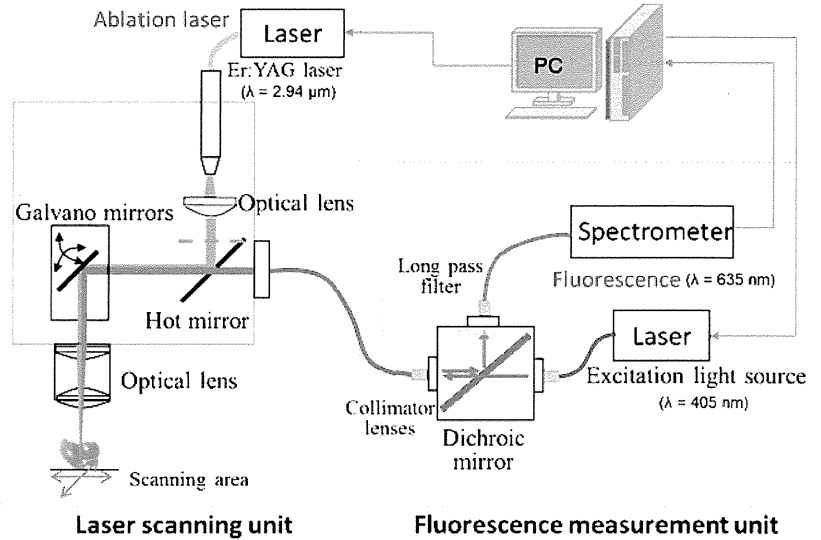 Ablation laser
Laser
Er:YAG laser
(λ = 2.94 µm)
PC
Optical lens
Galvano mirrors
Spectrometer
Long pass
filter
Fluorescence (λ = 635 nm)
Hot mirror
Laser
Optical lens
Excitation light source
(λ = 405 nm)
Collimator
lenses
Dichroic
mirror
Scanning area
Laser scanning unit
Fluorescence measurement unit